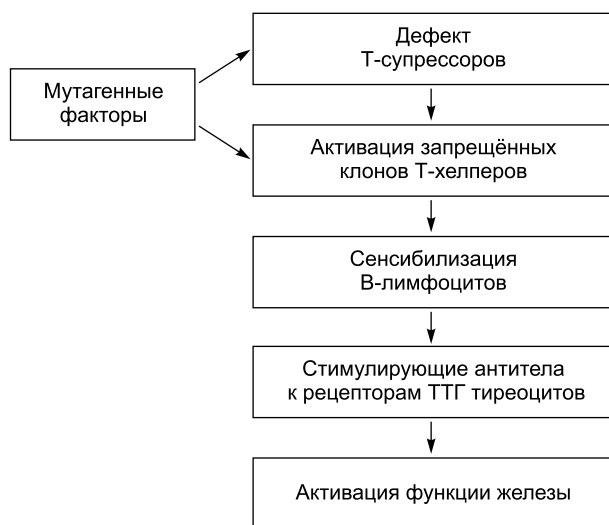 Дефект
Т-супрессоров
Мутагенные
факторы
Активация запрещённых
клонов Т-хелперов
Сенсибилизация
В-лимфоцитов
Стимулирующие антитела
к рецепторам ТТГ тиреоцитов
Активация функции железы